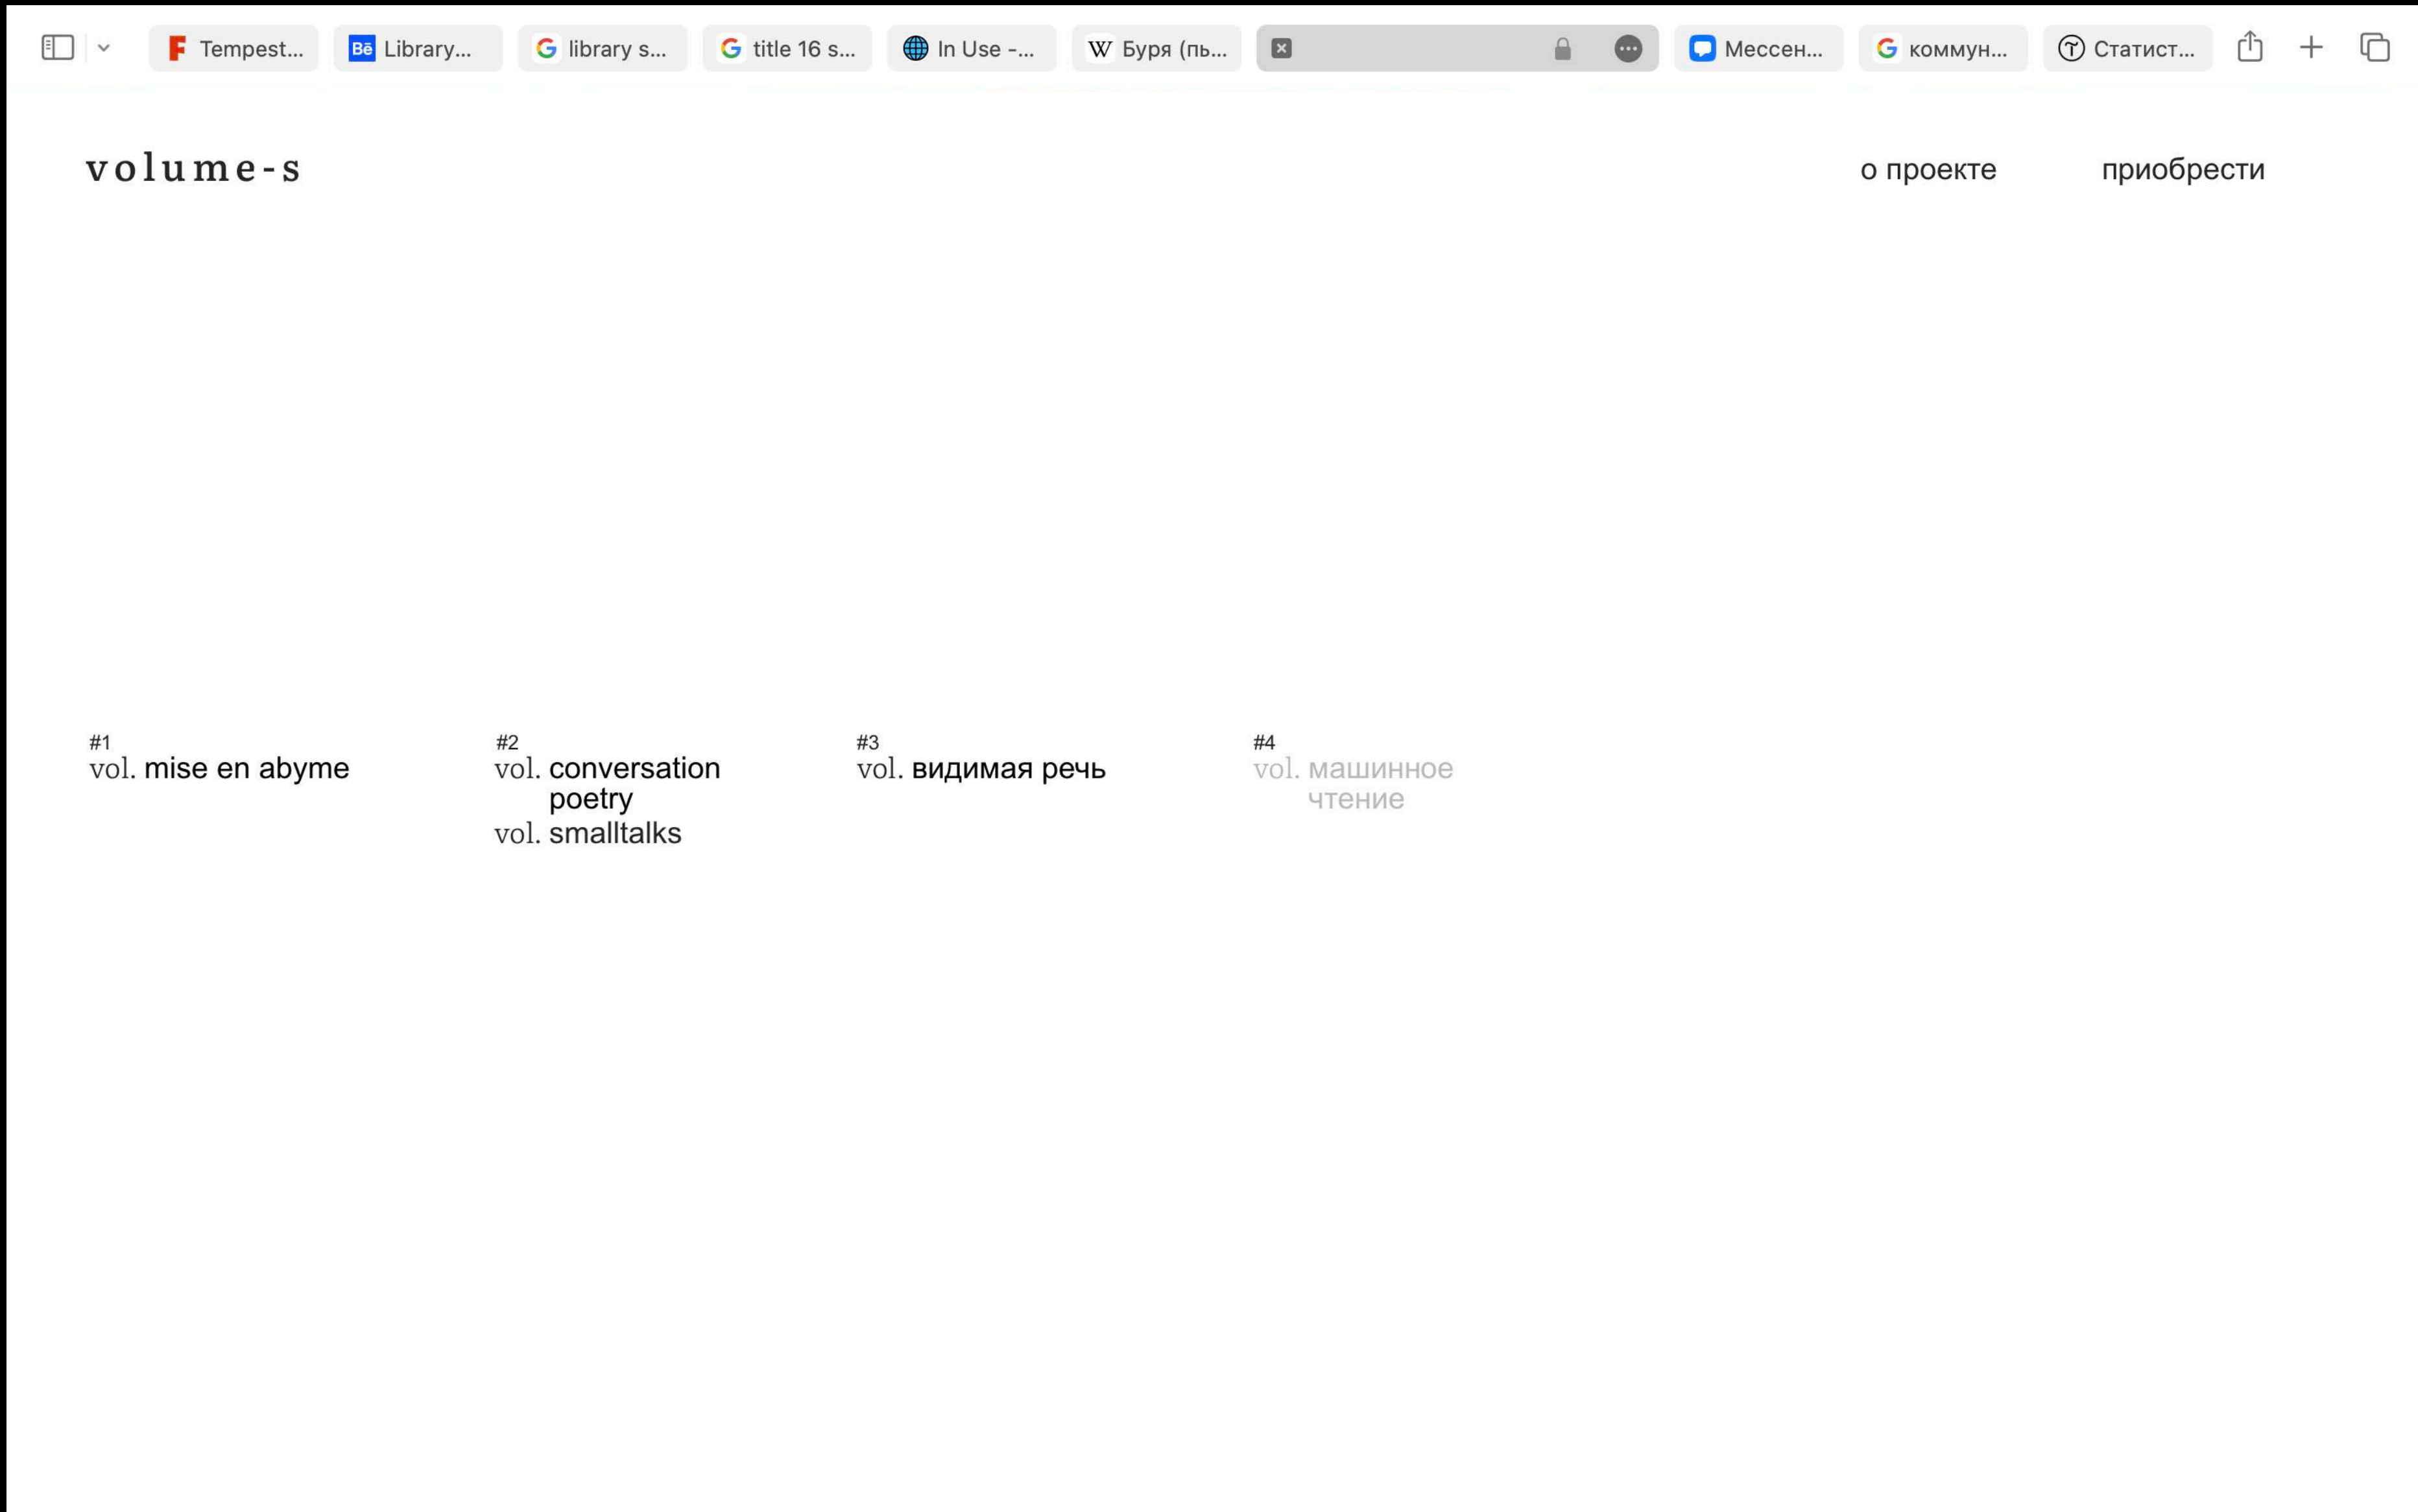 Tempest... Library... library s... title 16 s... In Use -... Буря (пь... Мессен... коммун... Статист...
volume-s
о проекте приобрести
#1
vol. mise en abyme
#2
vol. conversation
poetry
vol. smalltalks
#3
vol. видимая речь
#4
vol. машинное
чтение